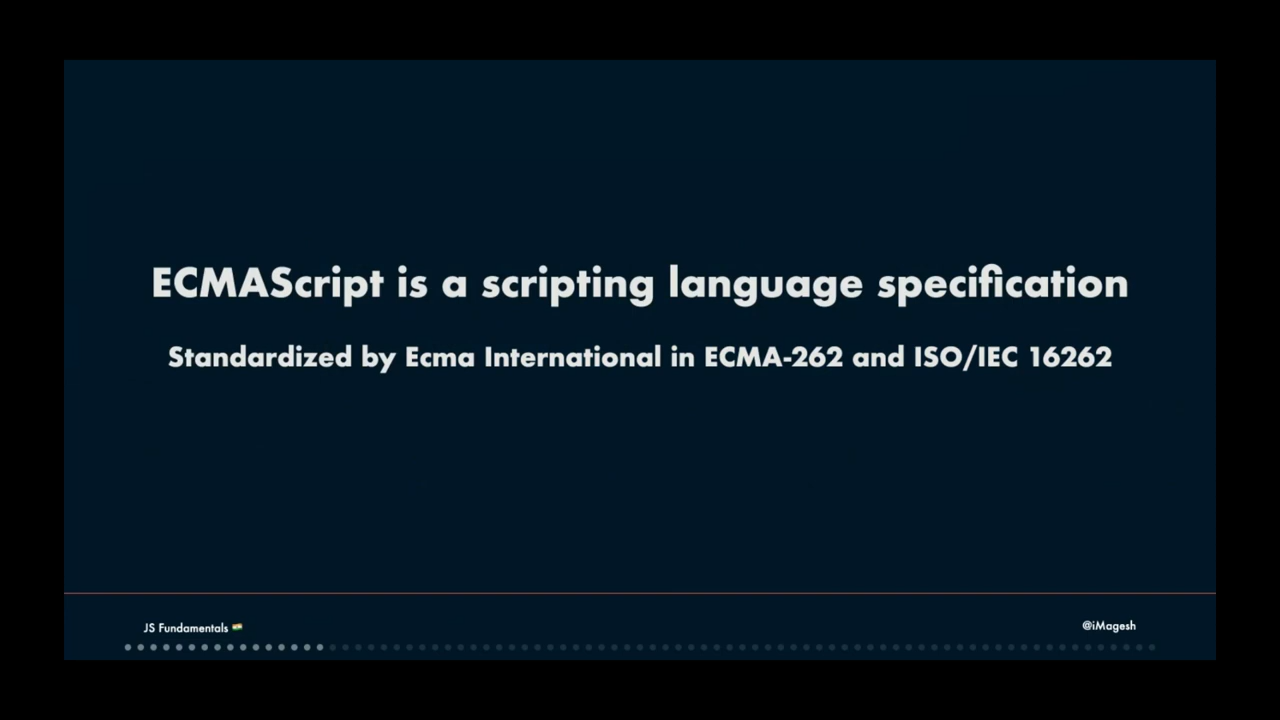 ECMAScript is a scripting language specification
Standardized by Ecma International in ECMA-262 and ISO/IEC 16262
JS Fundamentals 🇮🇳
@iMagesh